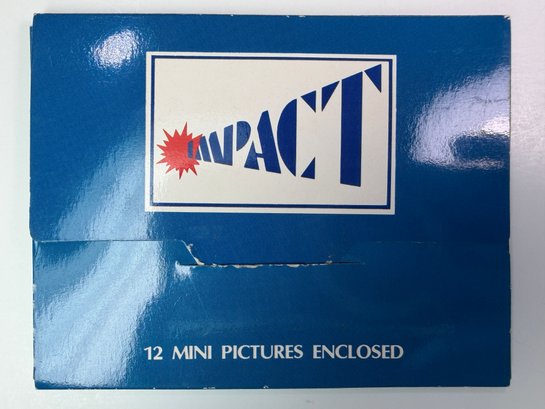 IMPACT
12 MINI PICTURES ENCLOSED